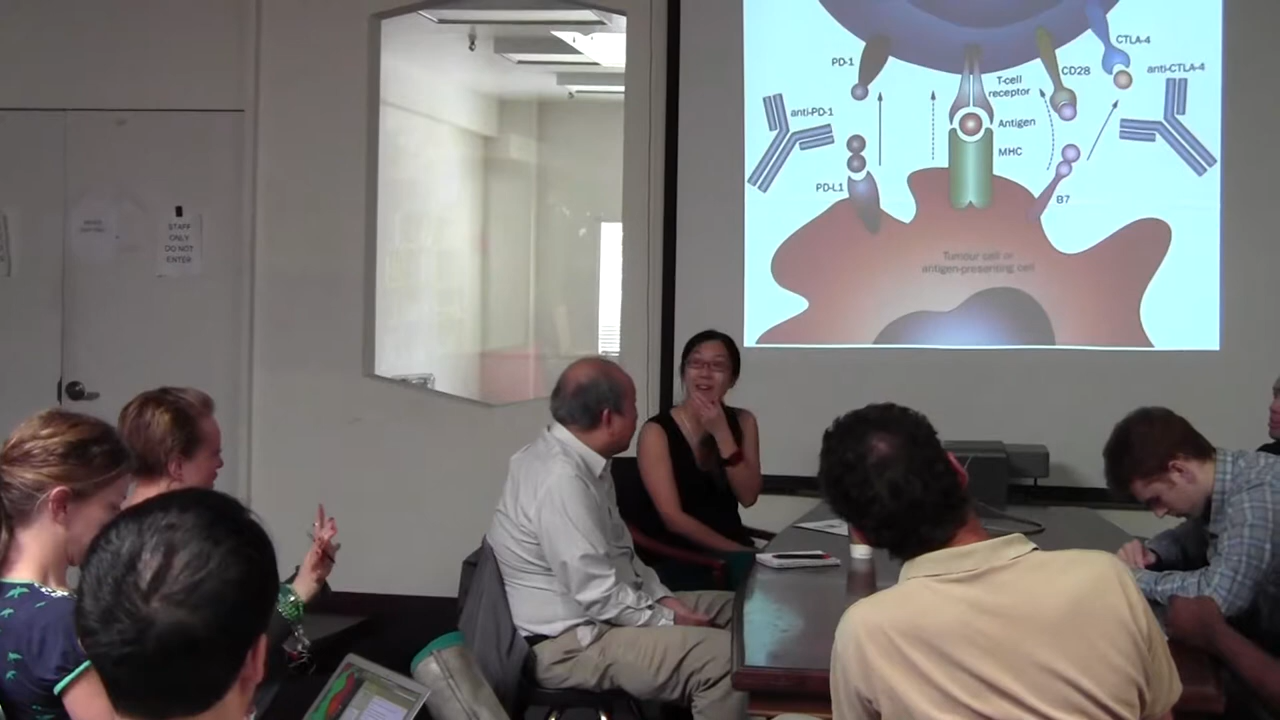 CTLA-4
PD-1
CD28
anti-CTLA-4
T-cell
receptor
anti-PD-1
Antigen
MHC
PD-L1
B7
Tumour cell or
antigen-presenting cell
STAFF
ONLY
DO NOT
ENTER